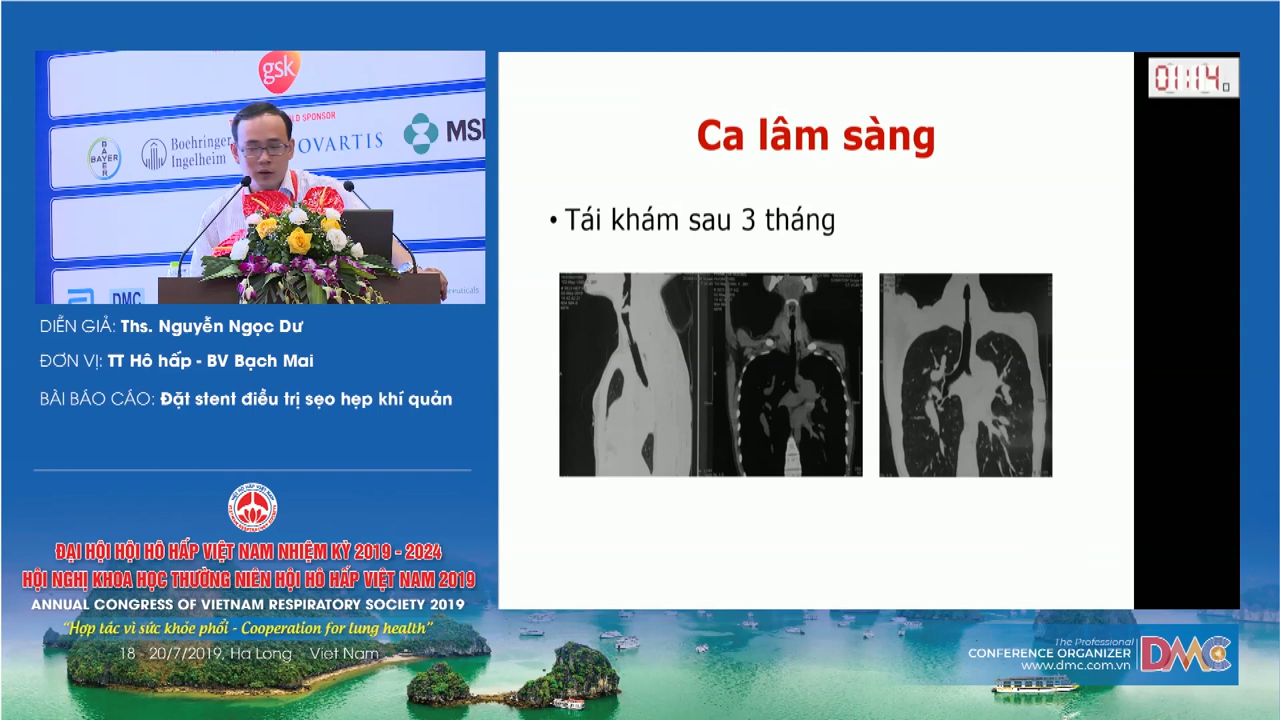 gsk
LD SPONSOR
BAYER
BAYER
Boehringer
Ingelheim
NOVARTIS
MSD
DMC
DIỄN GIẢ: Ths. Nguyễn Ngọc Dư
ĐƠN VỊ: TT Hô hấp - BV Bạch Mai
BÀI BÁO CÁO: Đặt stent điều trị sẹo hẹp khí quản
ĐẠI HỘI HỘI HÔ HẤP VIỆT NAM NHIỆM KỲ 2019 - 2024
HỘI NGHỊ KHOA HỌC THƯỜNG NIÊN HỘI HÔ HẤP VIỆT NAM 2019
ANNUAL CONGRESS OF VIETNAM RESPIRATORY SOCIETY 2019
“Hợp tác vì sức khỏe phổi - Cooperation for lung health”
18 - 20/7/2019, Ha Long Viet Nam
Ca lâm sàng
• Tái khám sau 3 tháng
01:14
The Professional
CONFERENCE ORGANIZER
www.dmc.com.vn
DMC